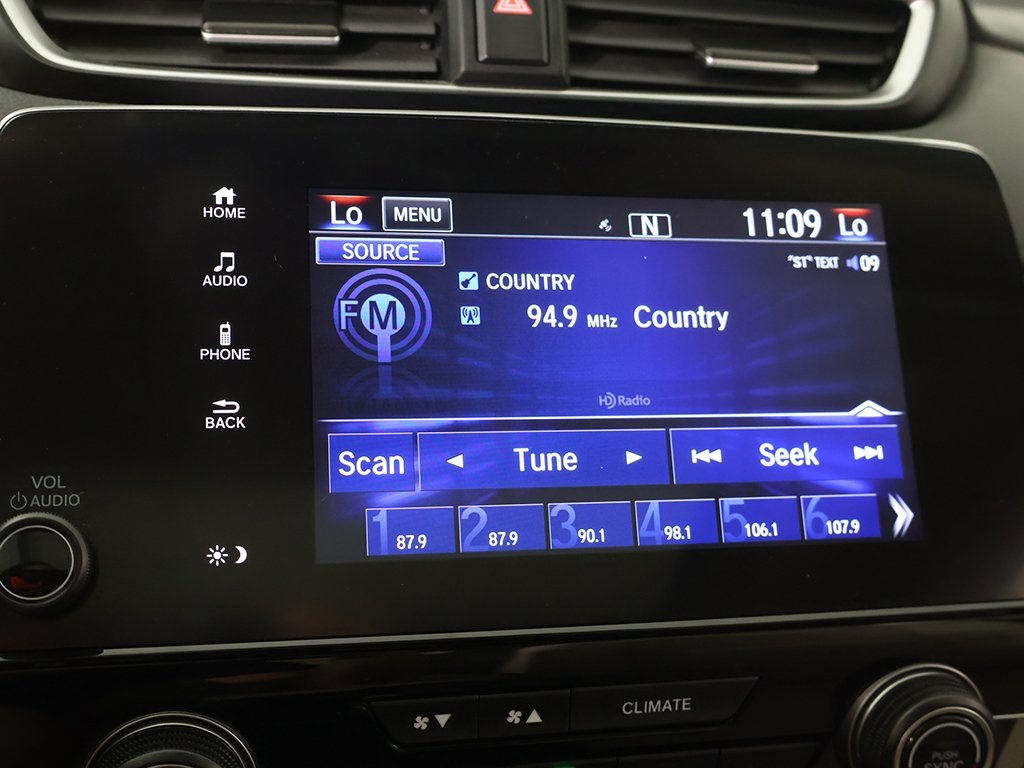 HOME
AUDIO
PHONE
BACK
VOL
AUDIO
Lo MENU N 11:09 Lo
SOURCE
"ST" TEXT 09
FM
COUNTRY
94.9 MHz Country
HD Radio
Scan Tune Seek
1 87.9 2 87.9 3 90.1 4 98.1 5 106.1 6 107.9
CLIMATE
PUSH
SYNC